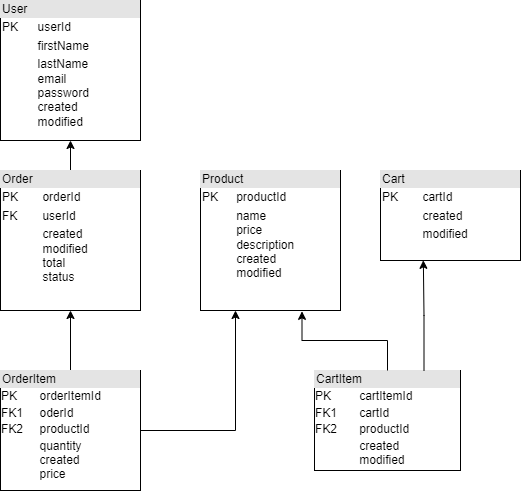 User
PK userId
firstName
lastName
email
password
created
modified
Order
PK orderId
FK userId
created
modified
total
status
Product
PK productId
name
price
description
created
modified
Cart
PK cartId
created
modified
OrderItem
PK orderItemId
FK1 oderId
FK2 productId
quantity
created
price
CartItem
PK cartItemId
FK1 cartId
FK2 productId
created
modified